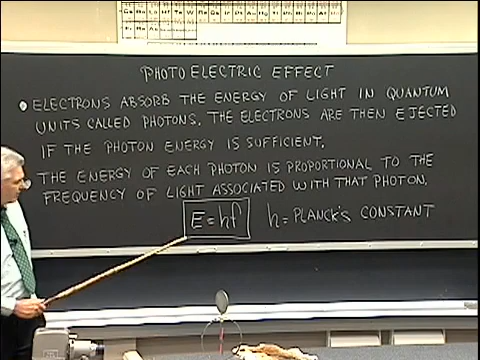 PHOTOELECTRIC EFFECT
ELECTRONS ABSORB THE ENERGY OF LIGHT IN QUANTUM
UNITS CALLED PHOTONS. THE ELECTRONS ARE THEN EJECTED
IF THE PHOTON ENERGY IS SUFFICIENT.
THE ENERGY OF EACH PHOTON IS PROPORTIONAL TO THE
FREQUENCY OF LIGHT ASSOCIATED WITH THAT PHOTON.
E = hf h = PLANCK'S CONSTANT